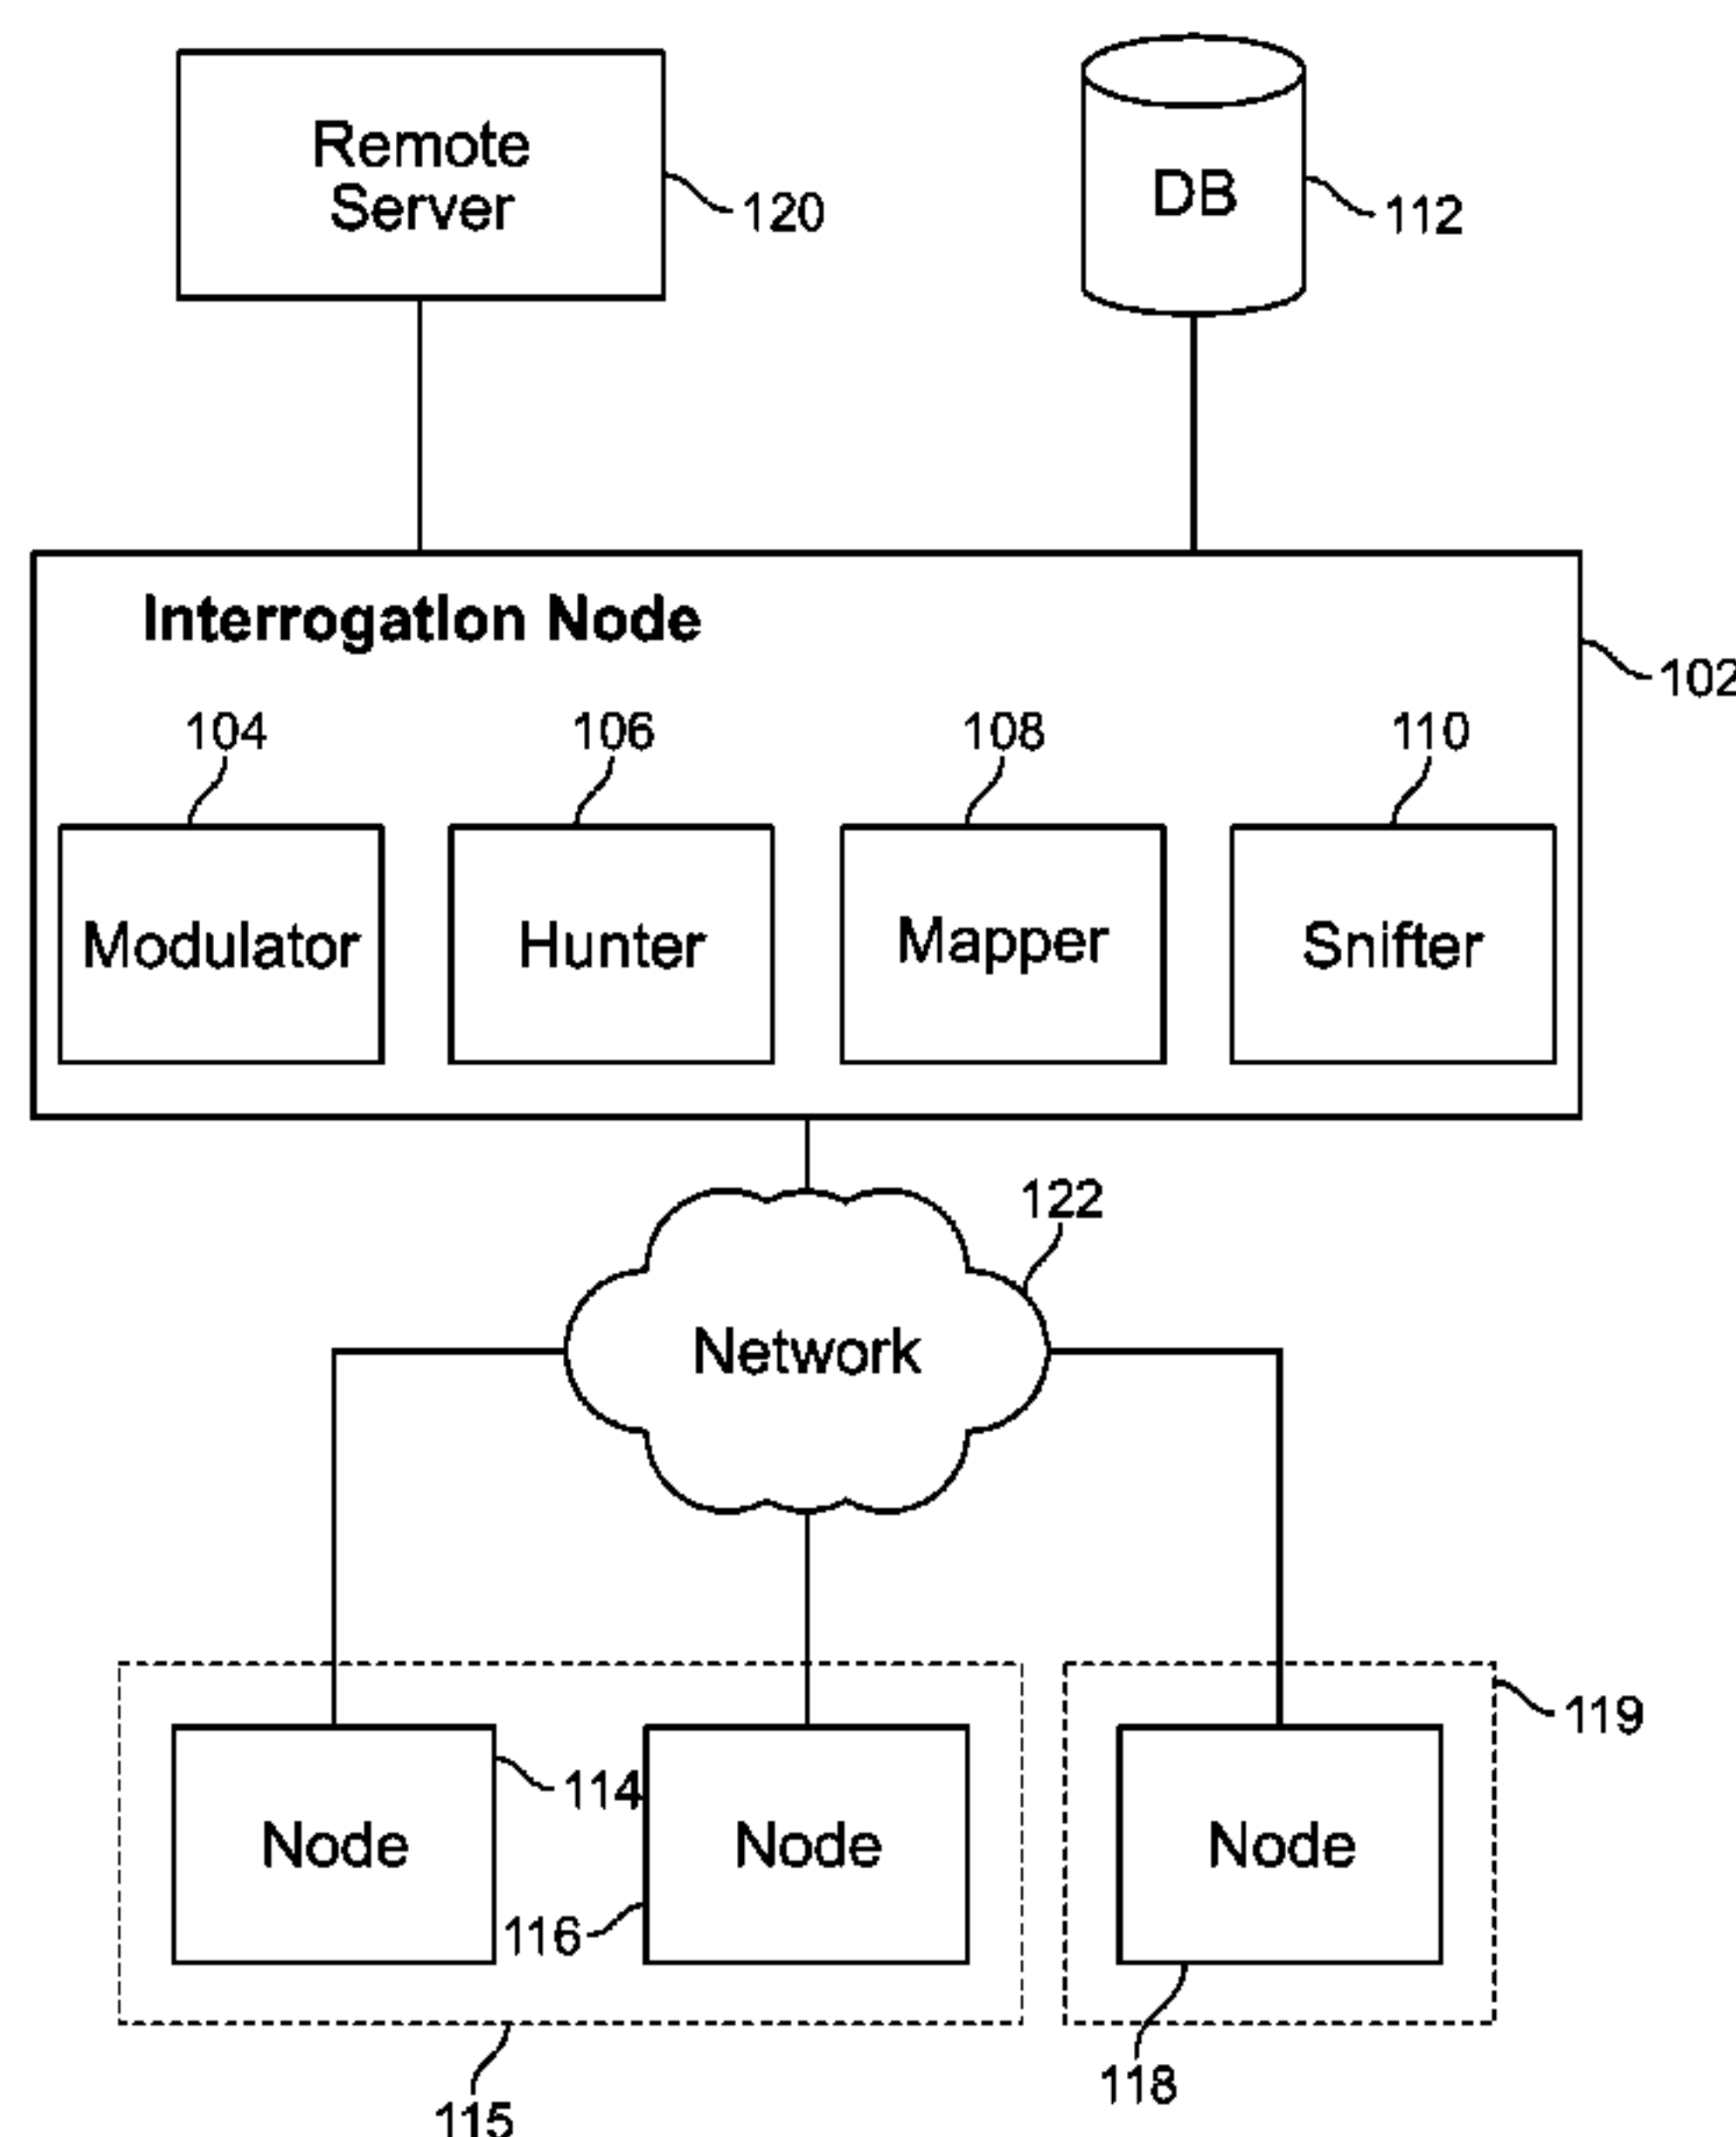 Remote
Server
120
DB
112
Interrogation Node
102
104
106
108
110
Modulator
Hunter
Mapper
Snifter
122
Network
119
114
Node
Node
Node
116
118
115